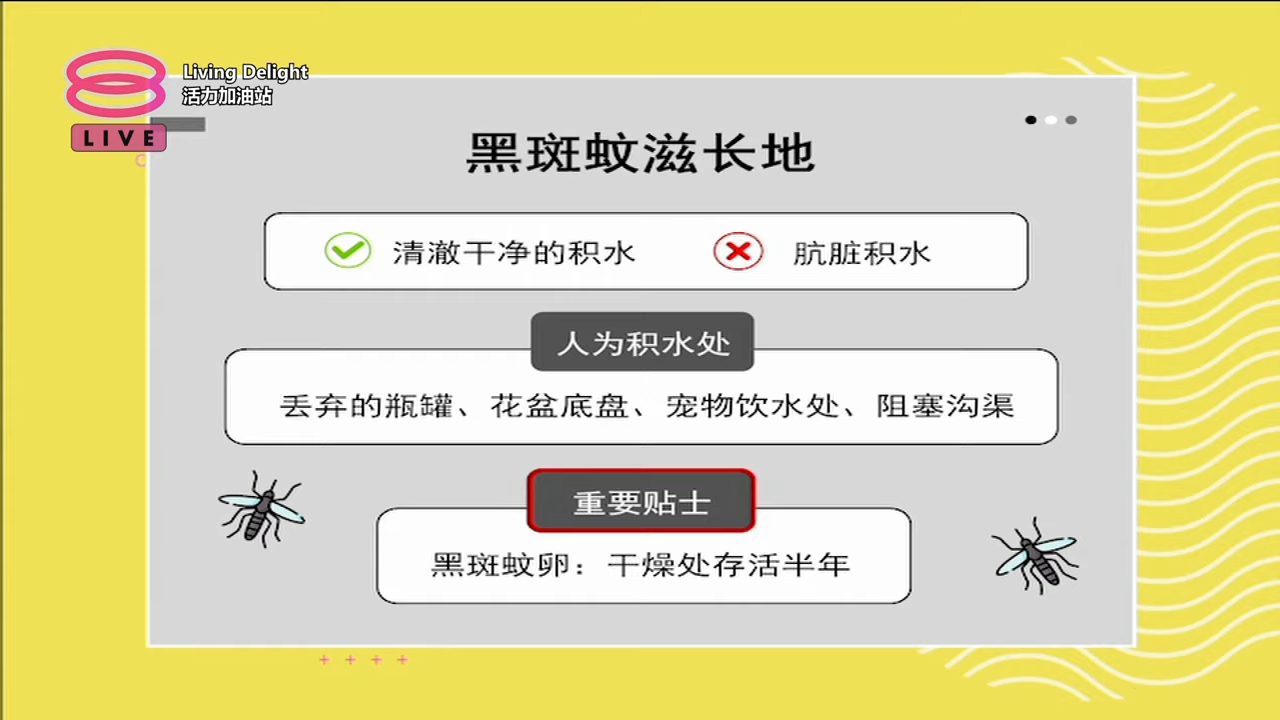 Living Delight
活力加油站
LIVE
黑斑蚊滋长地
清澈干净的积水
肮脏积水
人为积水处
丢弃的瓶罐、花盆底盘、宠物饮水处、阻塞沟渠
重要贴士
黑斑蚊卵：干燥处存活半年